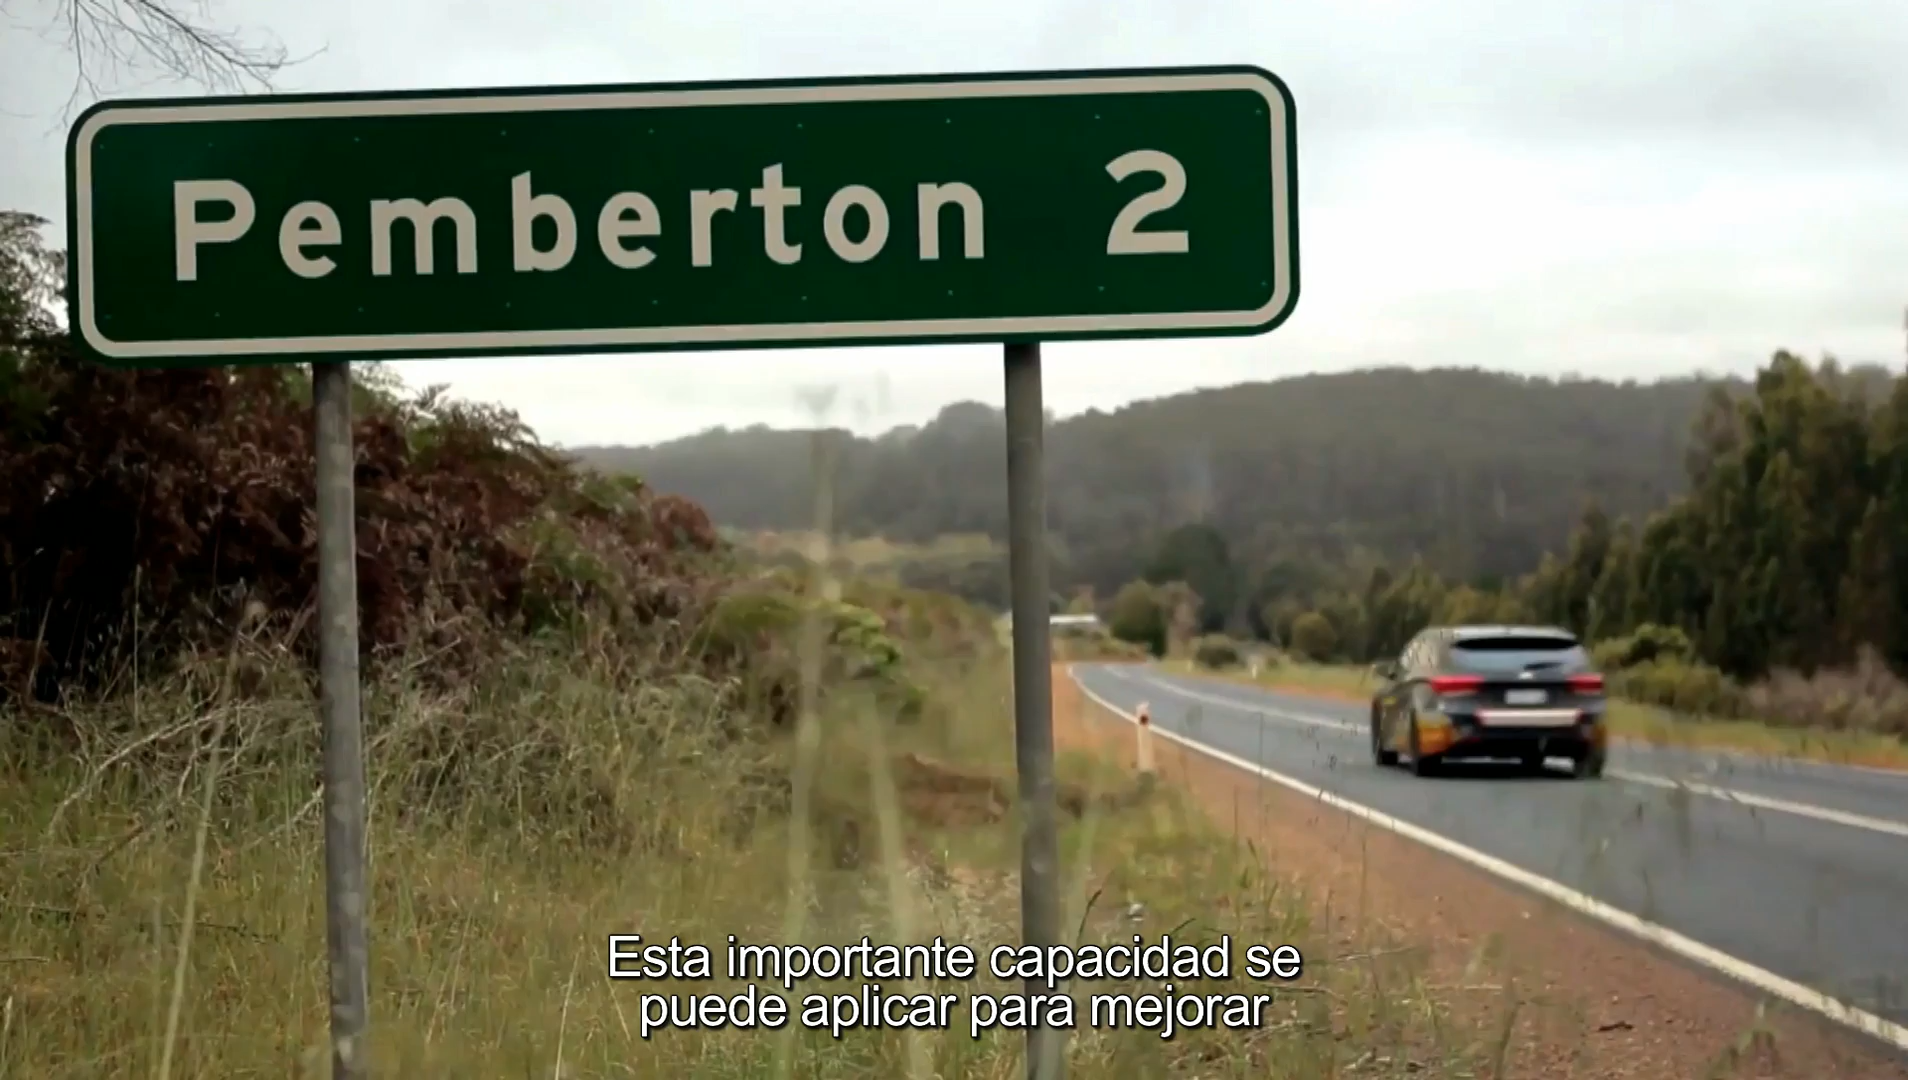 Pemberton 2
Esta importante capacidad se
puede aplicar para mejorar